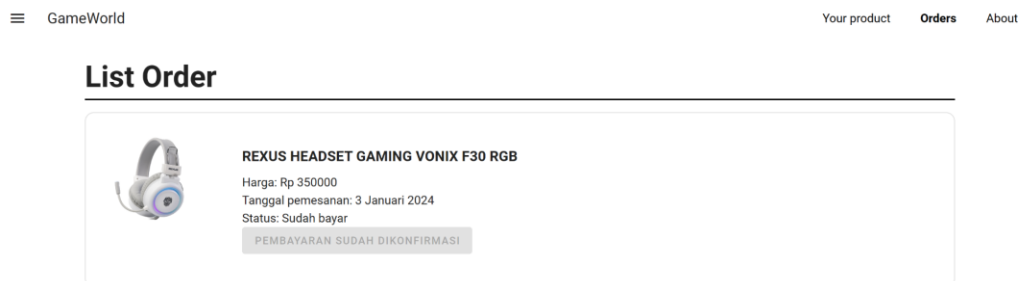 GameWorld
Your product
Orders
About
List Order
REXUS HEADSET GAMING VONIX F30 RGB
Harga: Rp 350000
Tanggal pemesanan: 3 Januari 2024
Status: Sudah bayar
PEMBAYARAN SUDAH DIKONFIRMASI